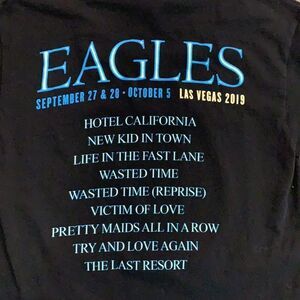 EAGLES
SEPTEMBER 27 & 28 • OCTOBER 5 LAS VEGAS 2019
HOTEL CALIFORNIA
NEW KID IN TOWN
LIFE IN THE FAST LANE
WASTED TIME
WASTED TIME (REPRISE)
VICTIM OF LOVE
PRETTY MAIDS ALL IN A ROW
TRY AND LOVE AGAIN
THE LAST RESORT